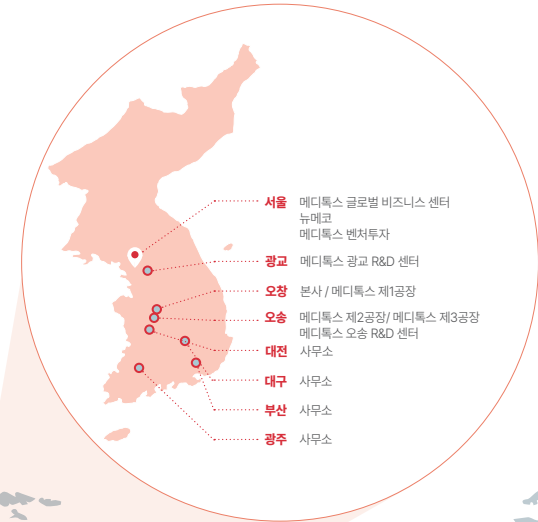 서울 메디톡스 글로벌 비즈니스 센터
뉴메코
메디톡스 벤처투자
광교 메디톡스 광교 R&D 센터
오창 본사 / 메디톡스 제1공장
오송 메디톡스 제2공장/ 메디톡스 제3공장
메디톡스 오송 R&D 센터
대전 사무소
대구 사무소
부산 사무소
광주 사무소